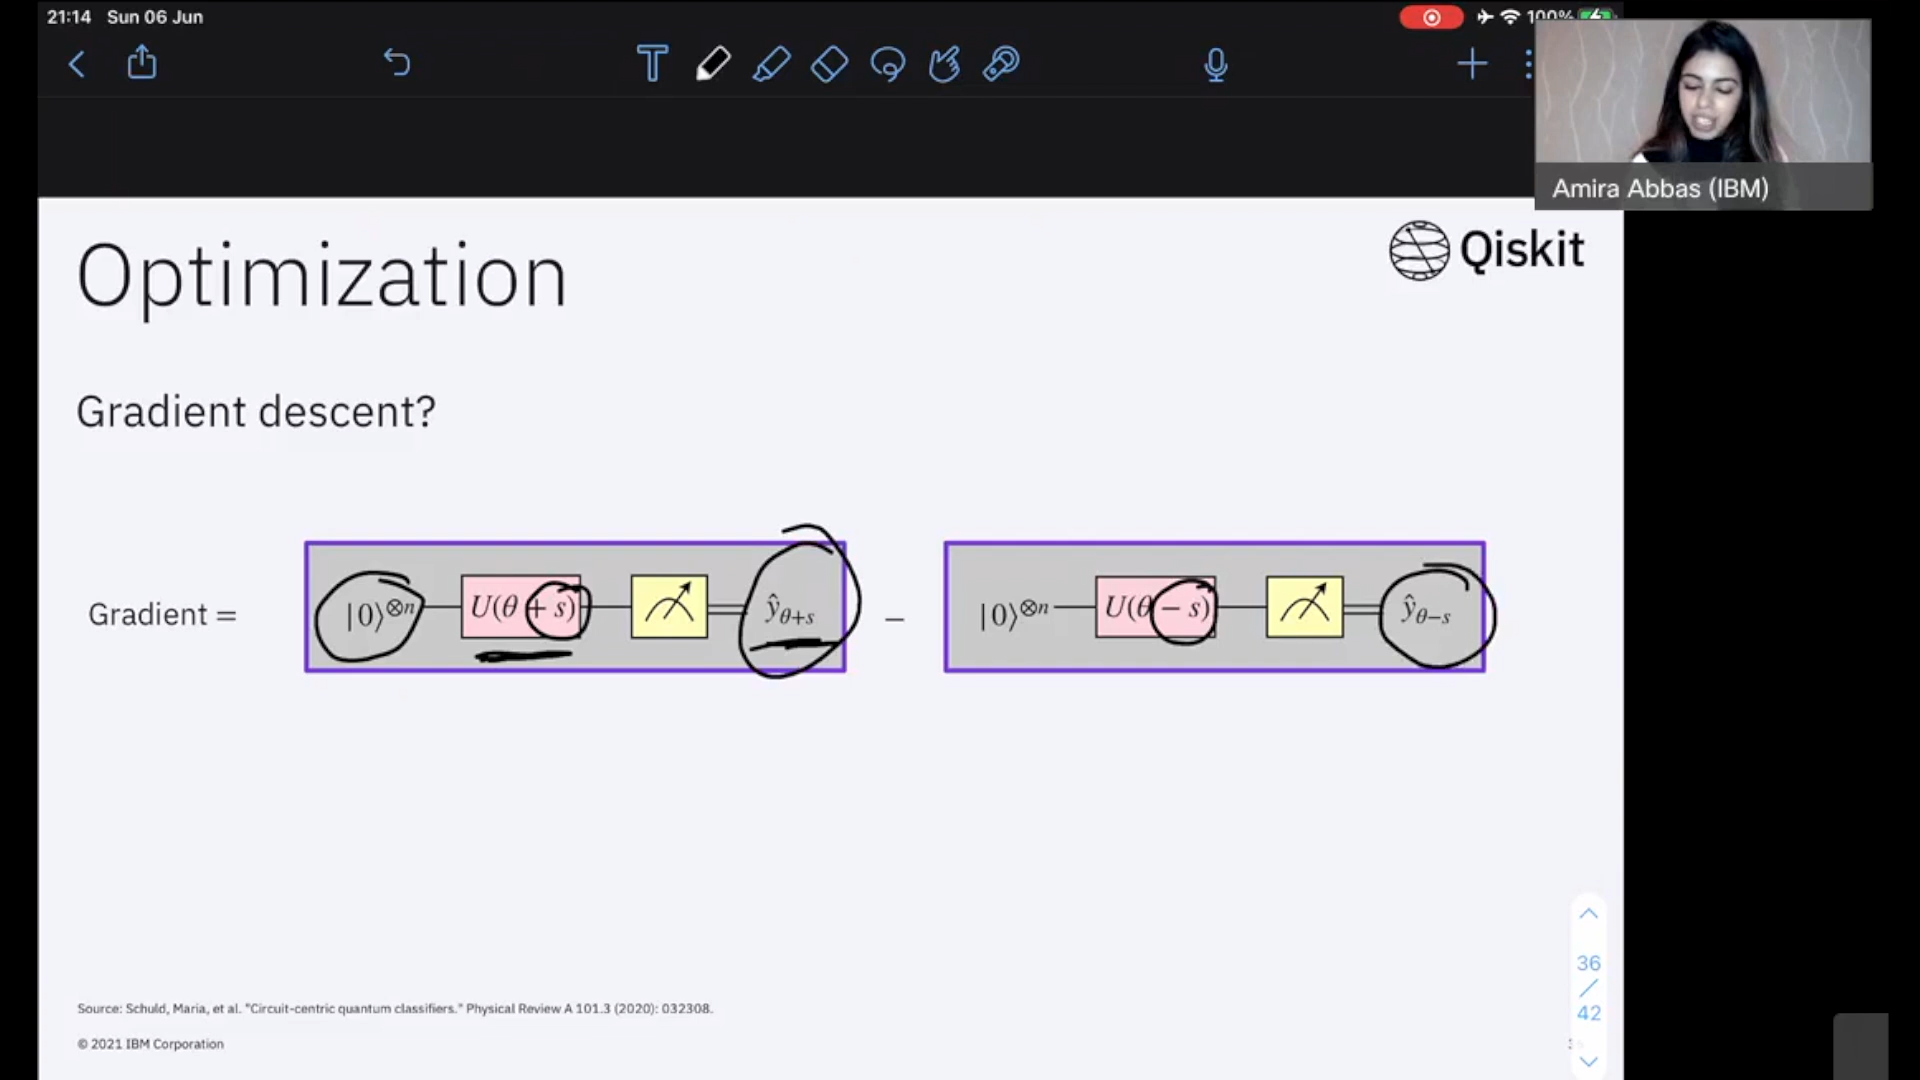 21:14 Sun 06 Jun
100%
T
Amira Abbas (IBM)
Qiskit
Optimization
Gradient descent?
Gradient = |0⟩⊗n U(θ + s) ŷθ+s − |0⟩⊗n U(θ − s) ŷθ−s
36
/
42
Source: Schuld, Maria, et al. "Circuit-centric quantum classifiers." Physical Review A 101.3 (2020): 032308.
© 2021 IBM Corporation